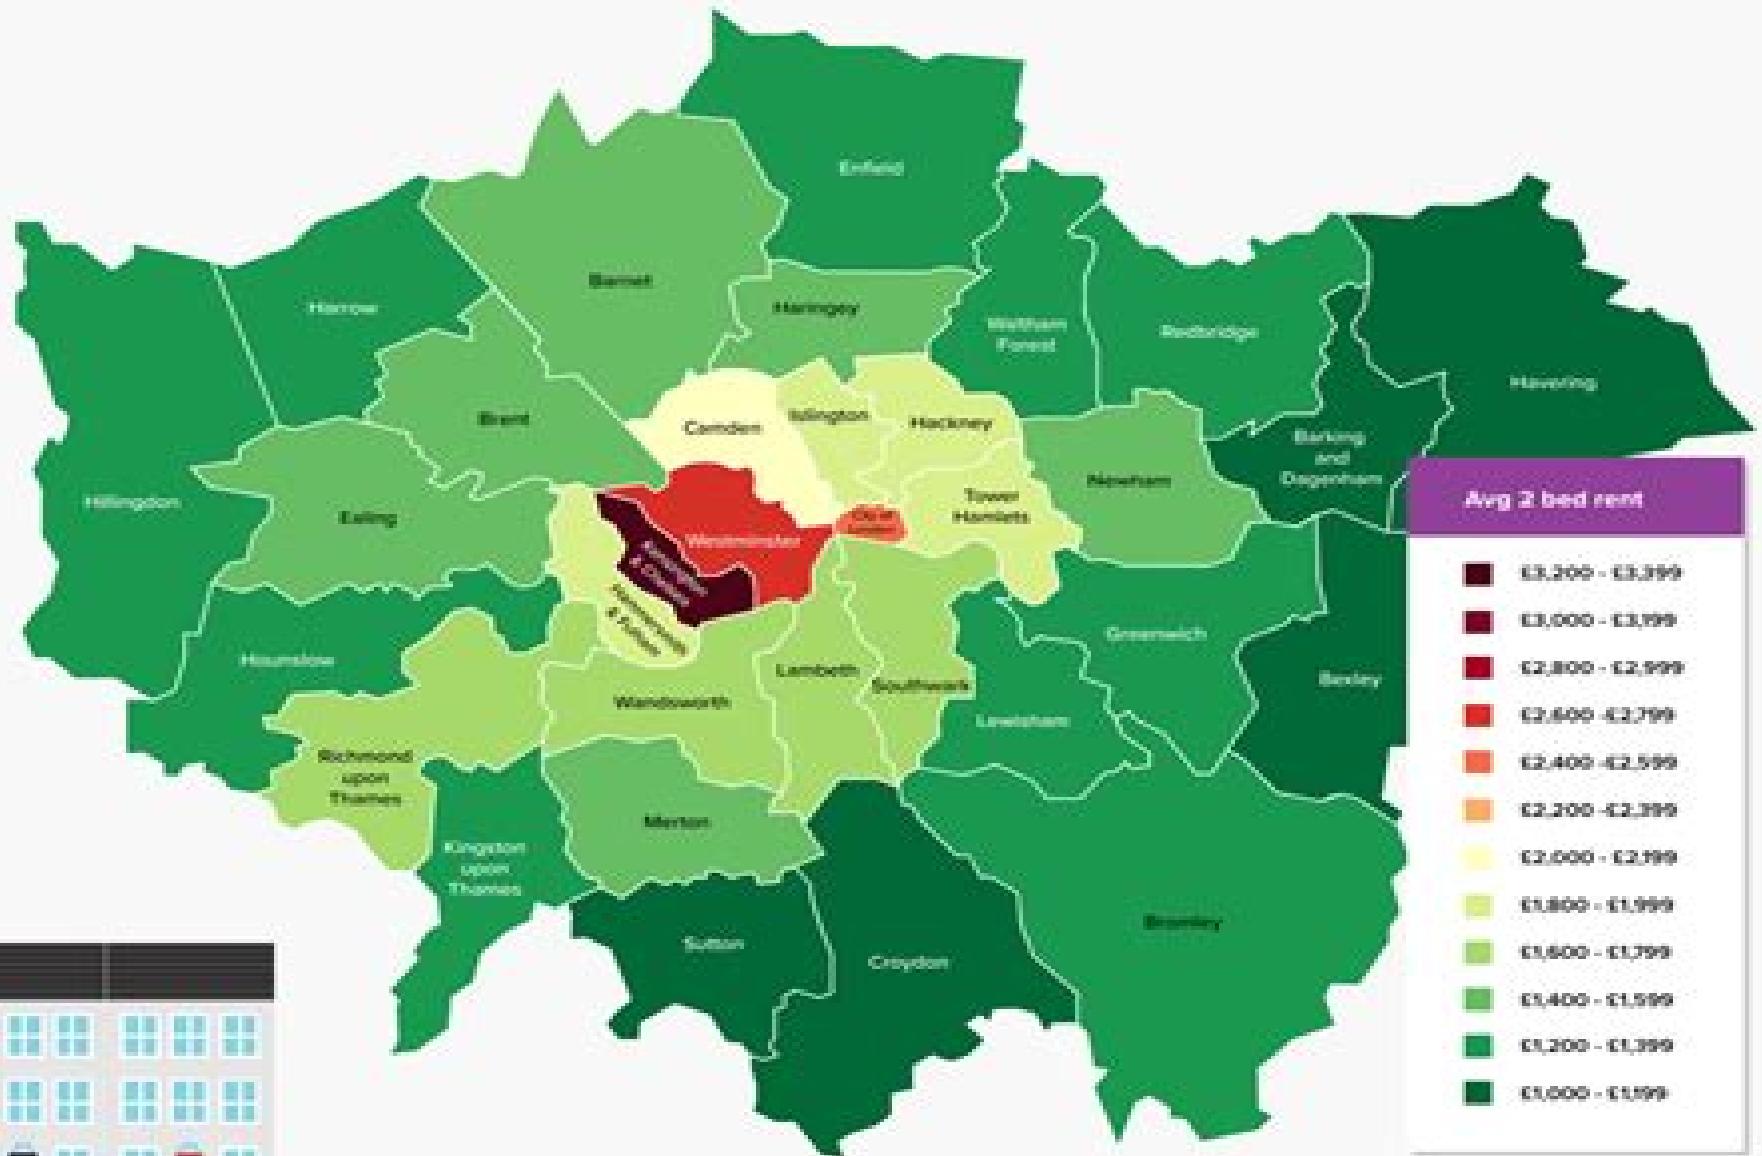 Enfield
Barnet
Harrow
Haringey
Waltham
Forest
Redbridge
Havering
Brent
Camden
Islington
Hackney
Barking
and
Dagenham
Hillingdon
Ealing
Newham
Tower
Hamlets
City of
London
Westminster
Kensington
& Chelsea
Hammersmith
& Fulham
Hounslow
Greenwich
Bexley
Lambeth
Southwark
Wandsworth
Lewisham
Richmond
upon
Thames
Merton
Kingston
upon
Thames
Sutton
Croydon
Bromley
Avg 2 bed rent
£3,200 - £3,399
£3,000 - £3,199
£2,800 - £2,999
£2,600 -£2,799
£2,400 -£2,599
£2,200 -£2,399
£2,000 - £2,199
£1,800 - £1,999
£1,600 - £1,799
£1,400 - £1,599
£1,200 - £1,399
£1,000 - £1,199